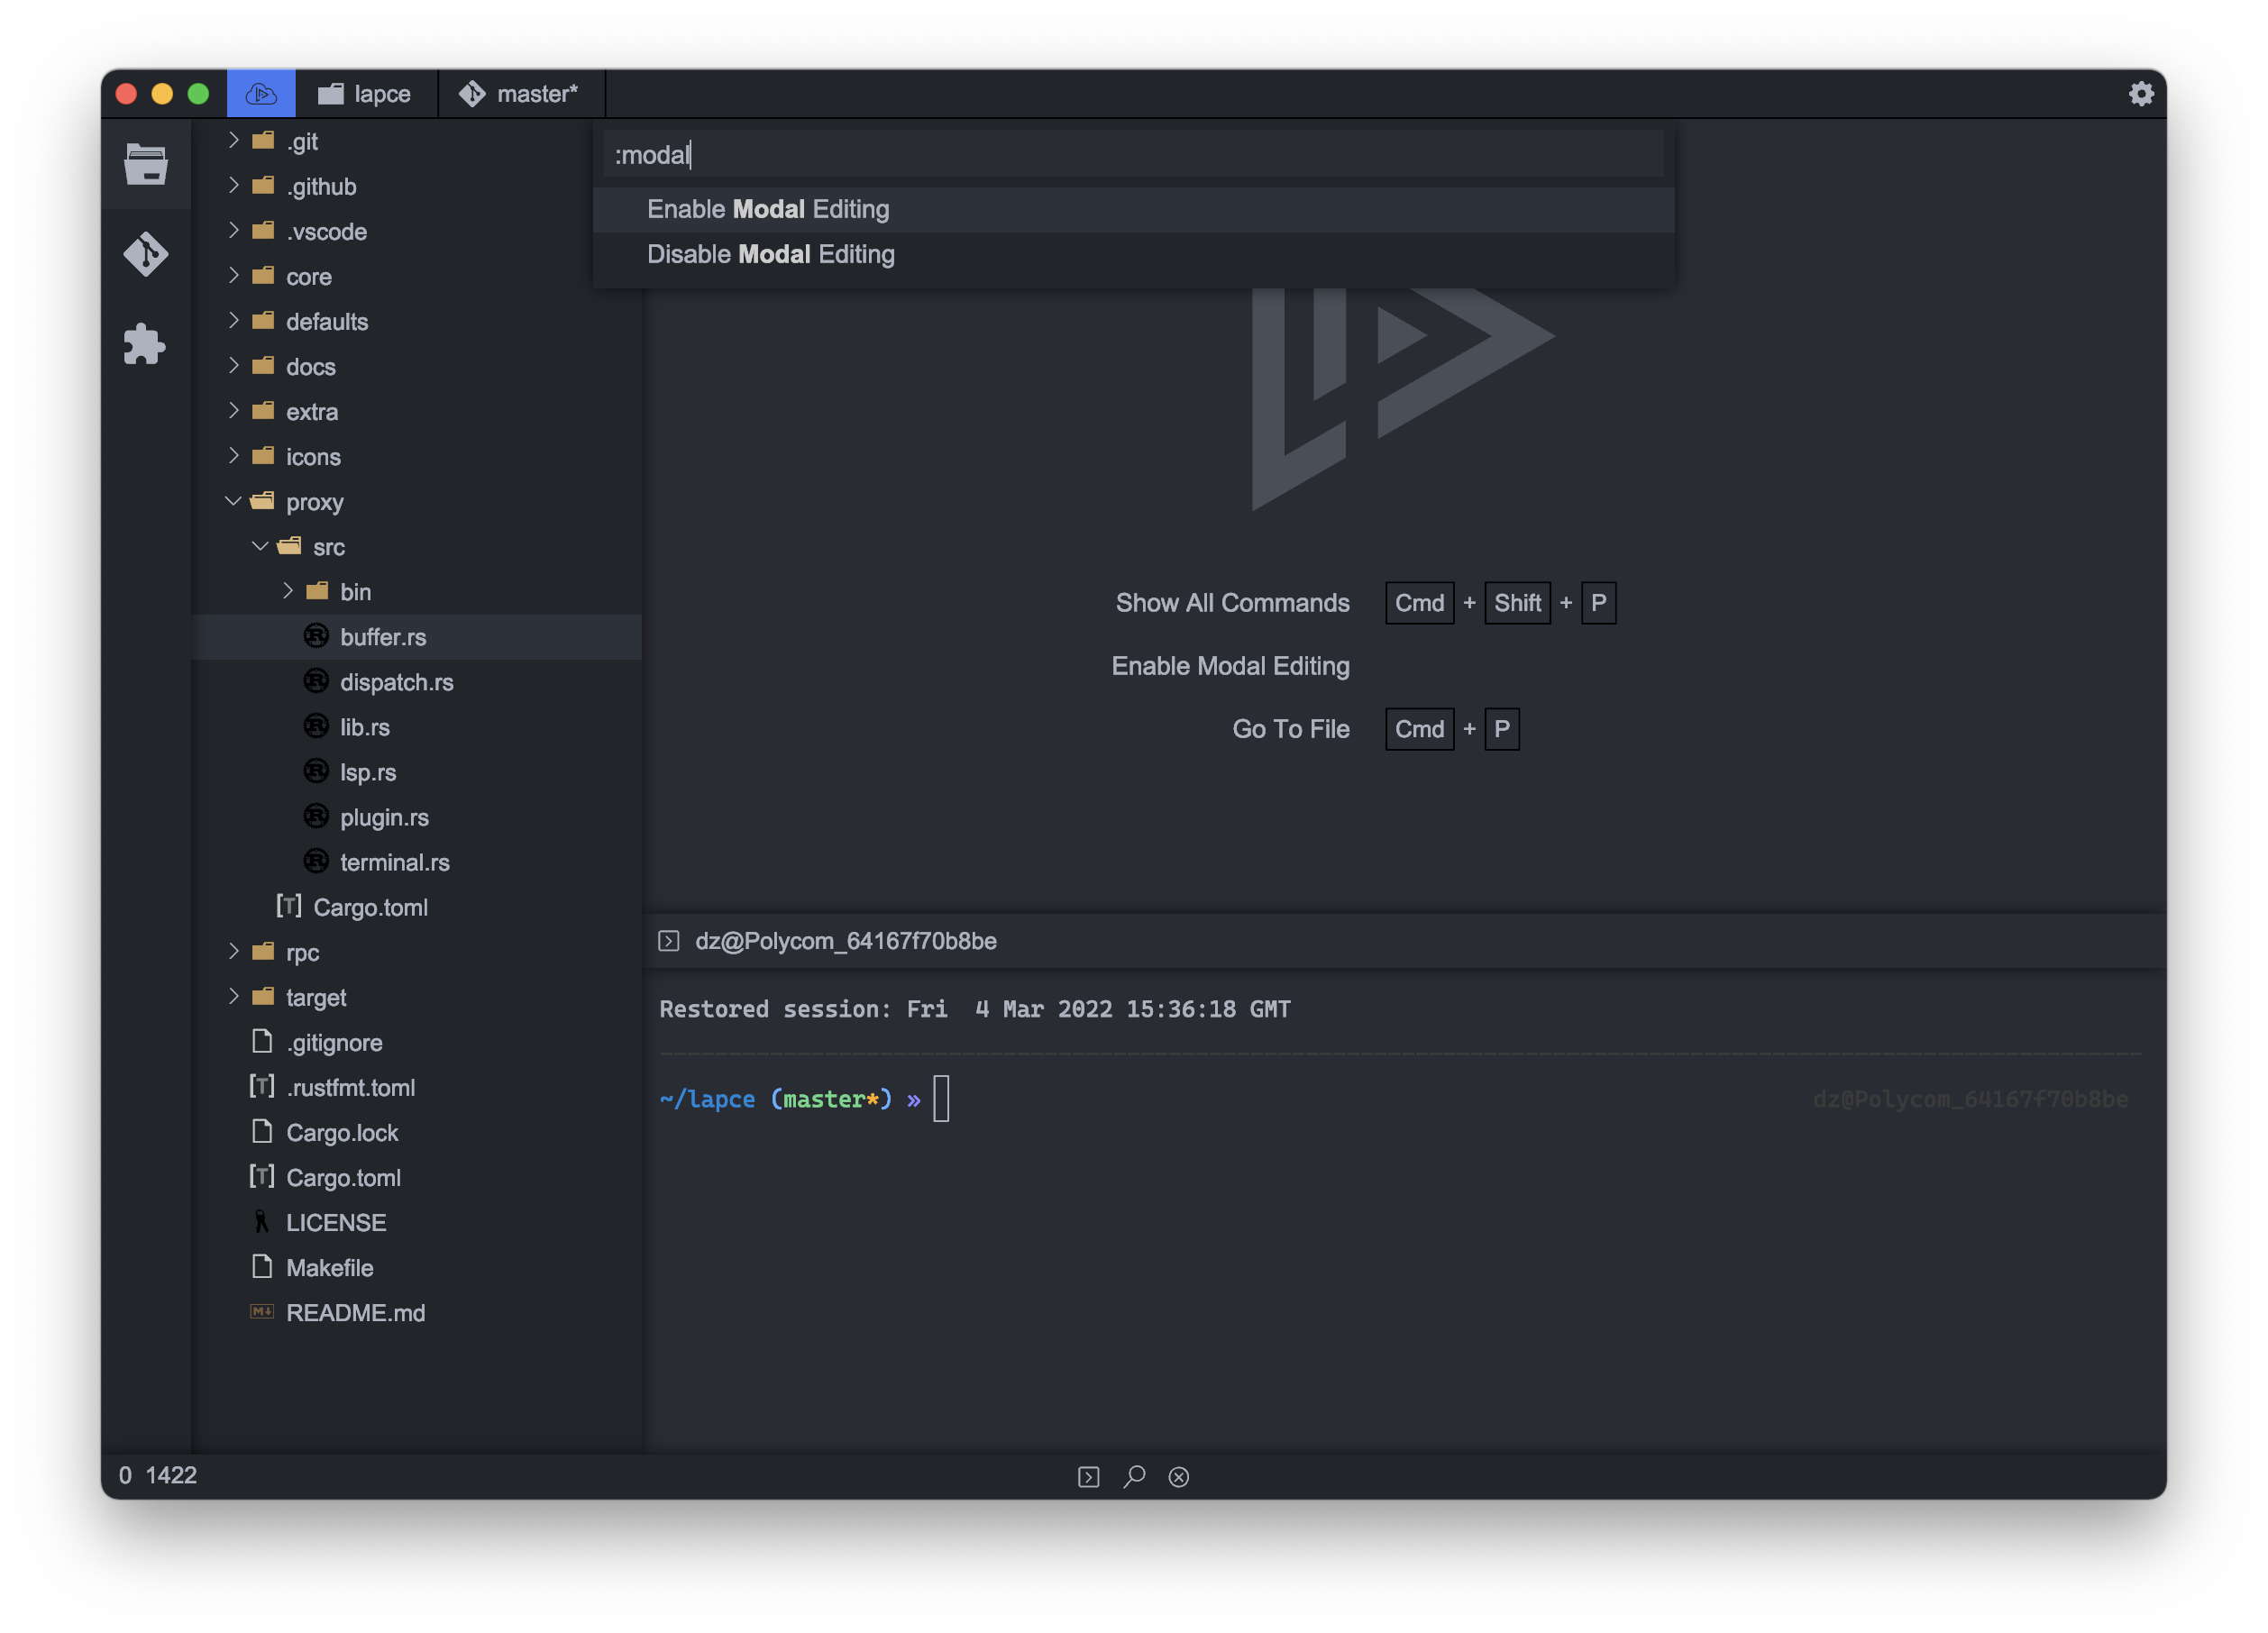 lapce master*
:modal
Enable Modal Editing
Disable Modal Editing
.git
.github
.vscode
core
defaults
docs
extra
icons
proxy
src
bin
buffer.rs
dispatch.rs
lib.rs
lsp.rs
plugin.rs
terminal.rs
Cargo.toml
rpc
target
.gitignore
.rustfmt.toml
Cargo.lock
Cargo.toml
LICENSE
Makefile
README.md
Show All Commands Cmd + Shift + P
Enable Modal Editing
Go To File Cmd + P
dz@Polycom_64167f70b8be
Restored session: Fri  4 Mar 2022 15:36:18 GMT
~/lapce (master*) » dz@Polycom_64167f70b8be
0 1422